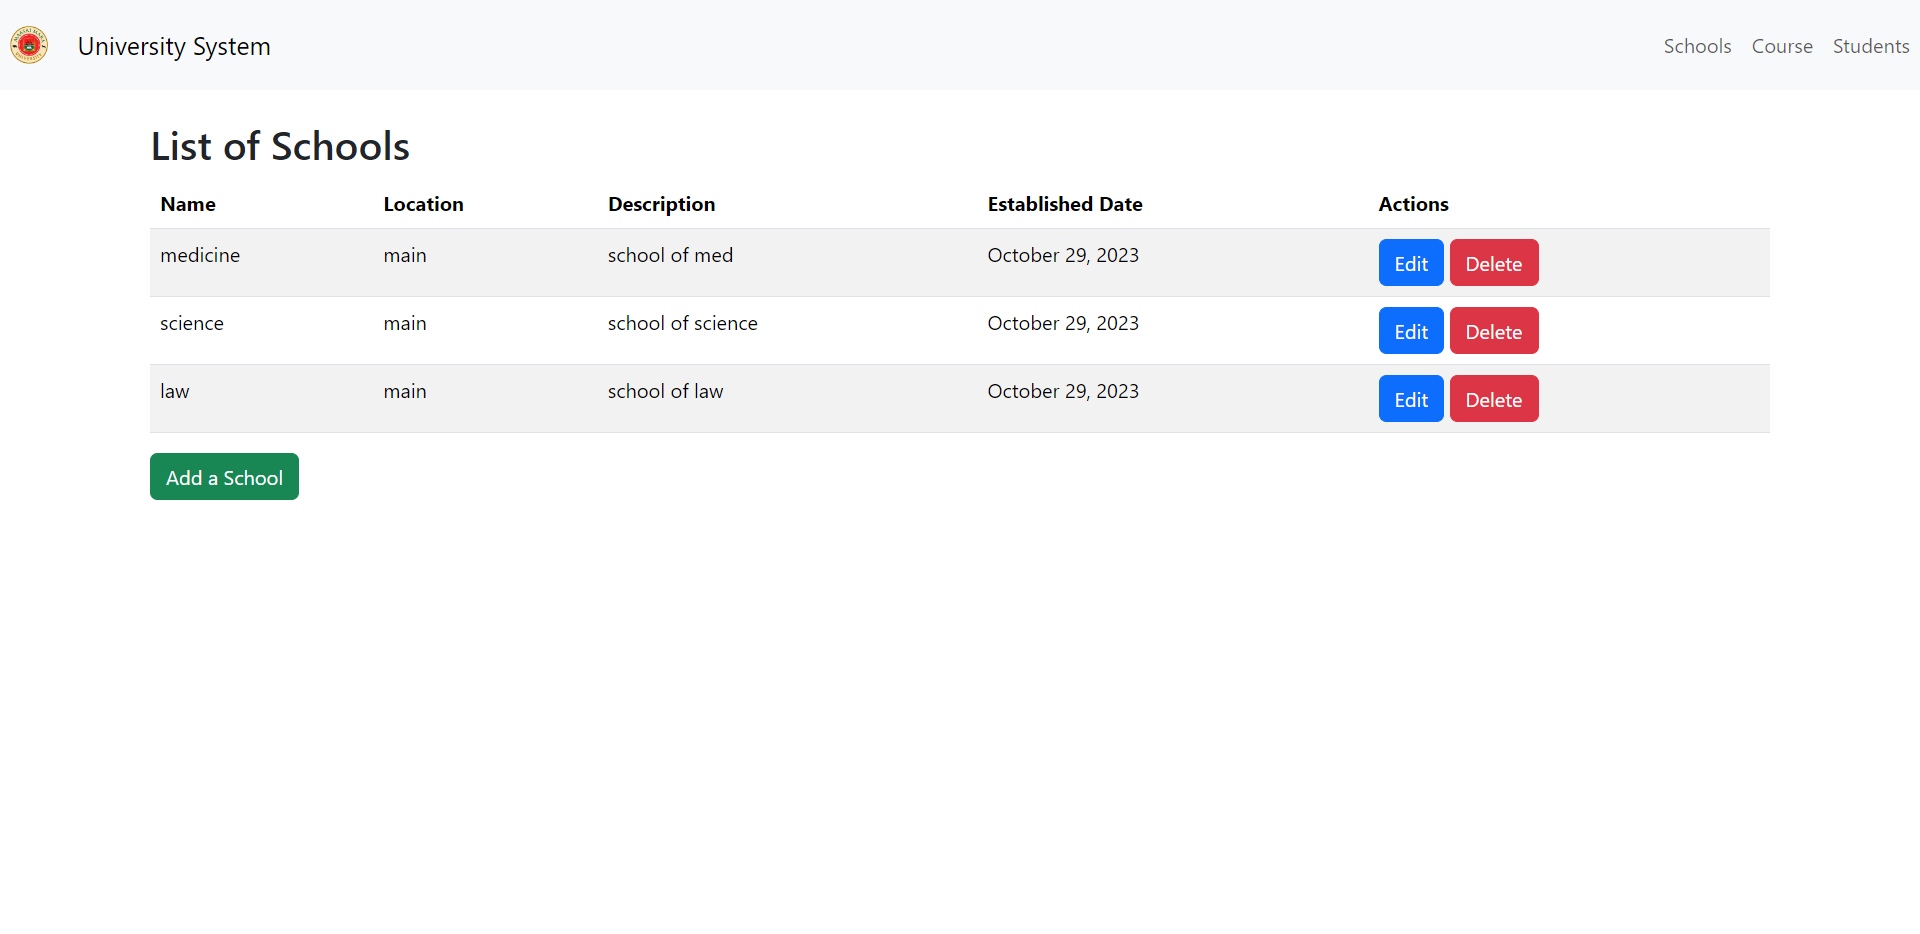 University System
Schools Course Students
List of Schools
Name Location Description Established Date Actions
medicine main school of med October 29, 2023 Edit Delete
science main school of science October 29, 2023 Edit Delete
law main school of law October 29, 2023 Edit Delete
Add a School